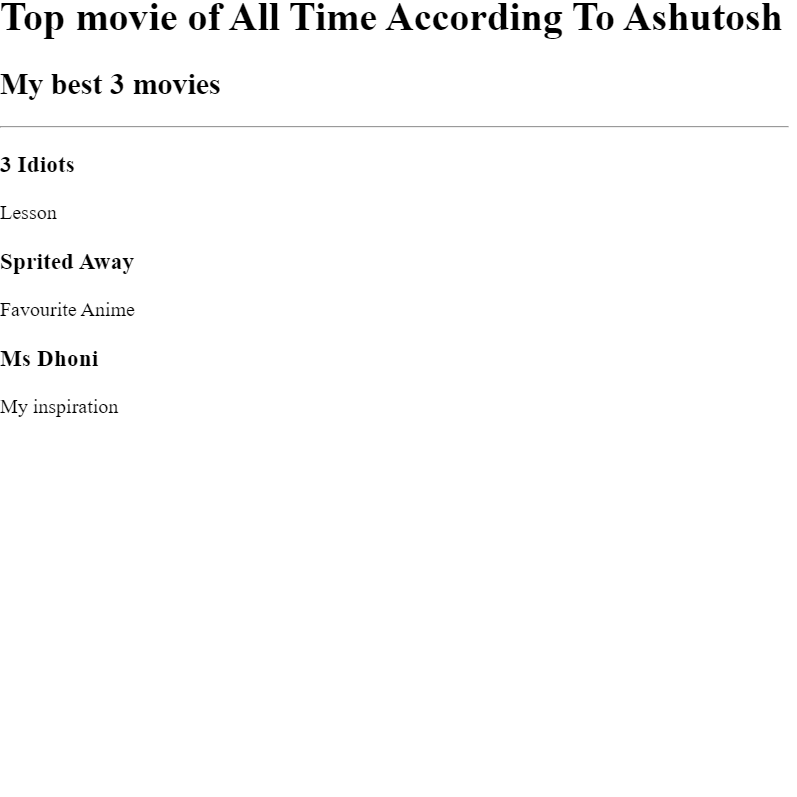 Top movie of All Time According To Ashutosh
My best 3 movies
3 Idiots
Lesson
Sprited Away
Favourite Anime
Ms Dhoni
My inspiration